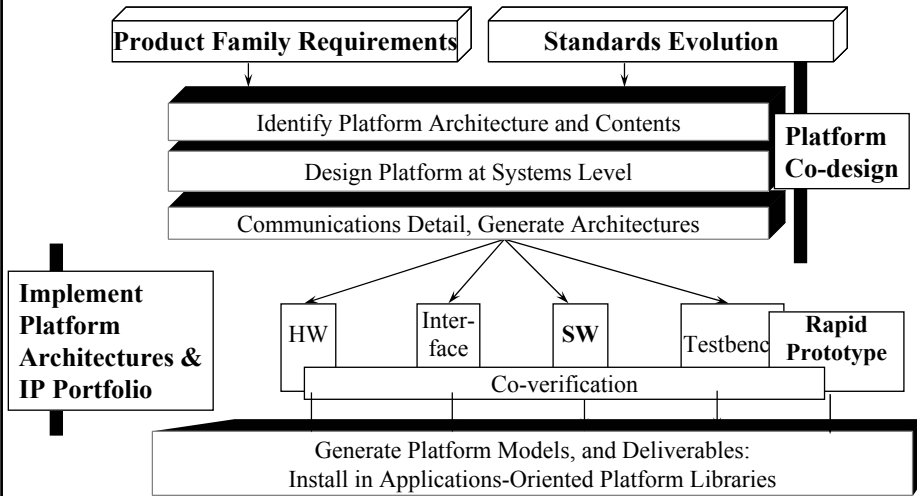 Product Family Requirements
Standards Evolution
Identify Platform Architecture and Contents
Platform
Co-design
Design Platform at Systems Level
Communications Detail, Generate Architectures
Implement
Platform
Architectures &
IP Portfolio
HW
Inter-
face
SW
Testbenc
Rapid
Prototype
Co-verification
Generate Platform Models, and Deliverables:
Install in Applications-Oriented Platform Libraries